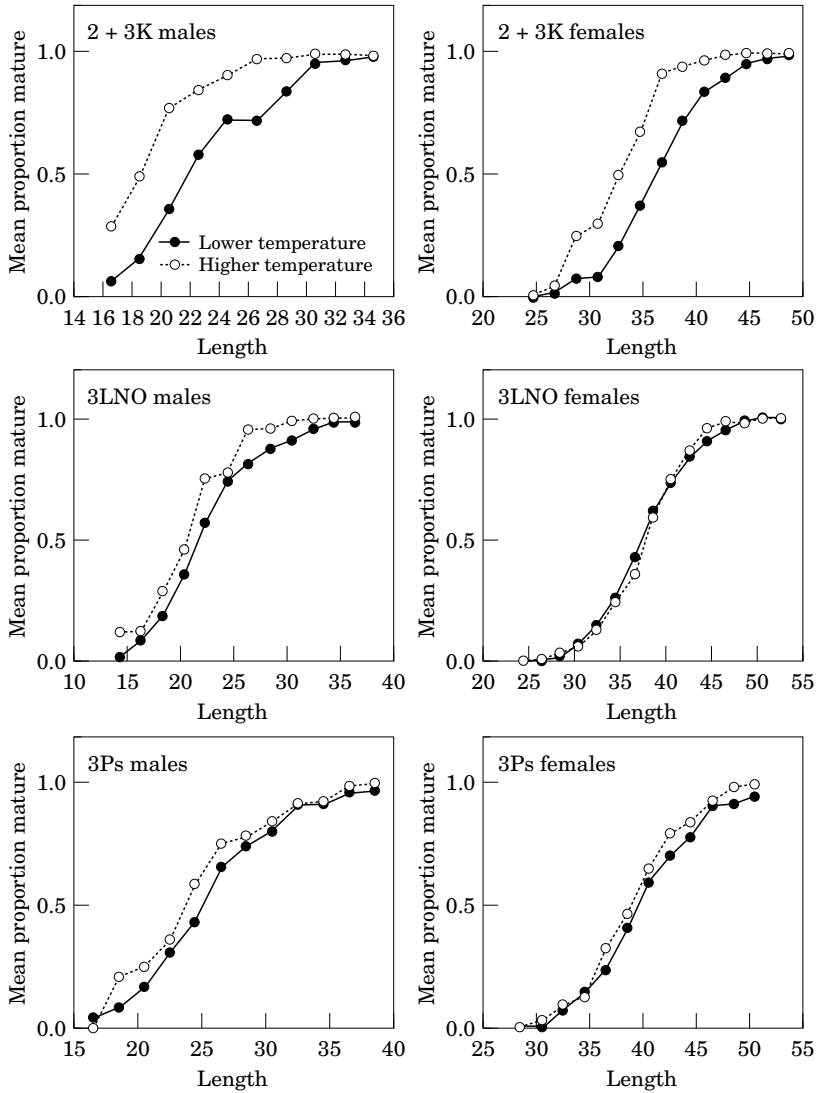 2 + 3K males
Mean proportion mature
1.0
0.5
0.0
Lower temperature
Higher temperature
14 16 18 20 22 24 26 28 30 32 34 36
Length
2 + 3K females
Mean proportion mature
1.0
0.5
0.0
20 25 30 35 40 45 50
Length
3LNO males
Mean proportion mature
1.0
0.5
0.0
10 15 20 25 30 35 40
Length
3LNO females
Mean proportion mature
1.0
0.5
0.0
20 25 30 35 40 45 50 55
Length
3Ps males
Mean proportion mature
1.0
0.5
0.0
15 20 25 30 35 40
Length
3Ps females
Mean proportion mature
1.0
0.5
0.0
25 30 35 40 45 50 55
Length